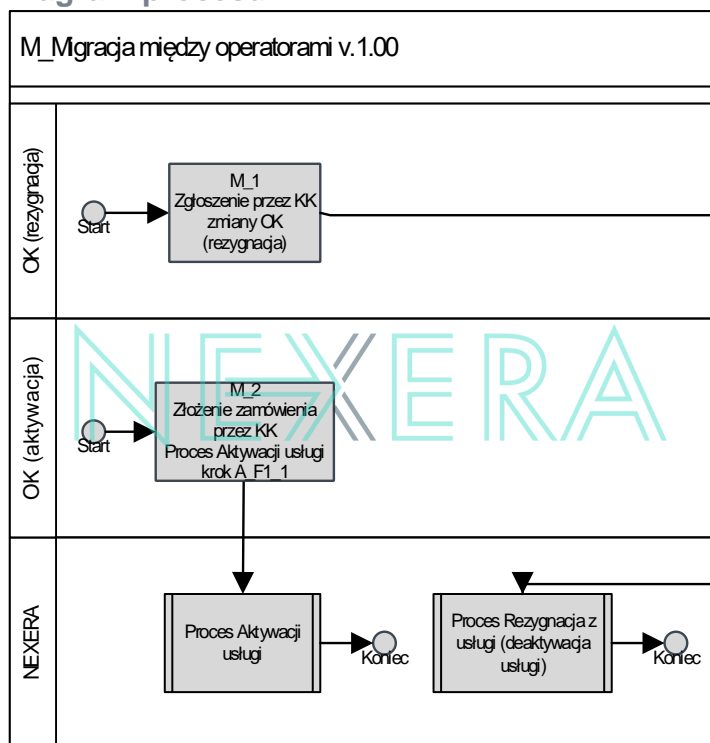 M_Migracja między operatorami v.1.00
OK (rezygnacja)
Start
M_1
Zgłoszenie przez KK
zmiany OK
(rezygnacja)
OK (aktywacja)
NEXERA
Start
M_2
Złożenie zamówienia
przez KK
Proces Aktywacji usługi
krok A_F1_1
NEXERA
Proces Aktywacji
usługi
Koniec
Proces Rezygnacja z
usługi (deaktywacja
usługi)
Koniec